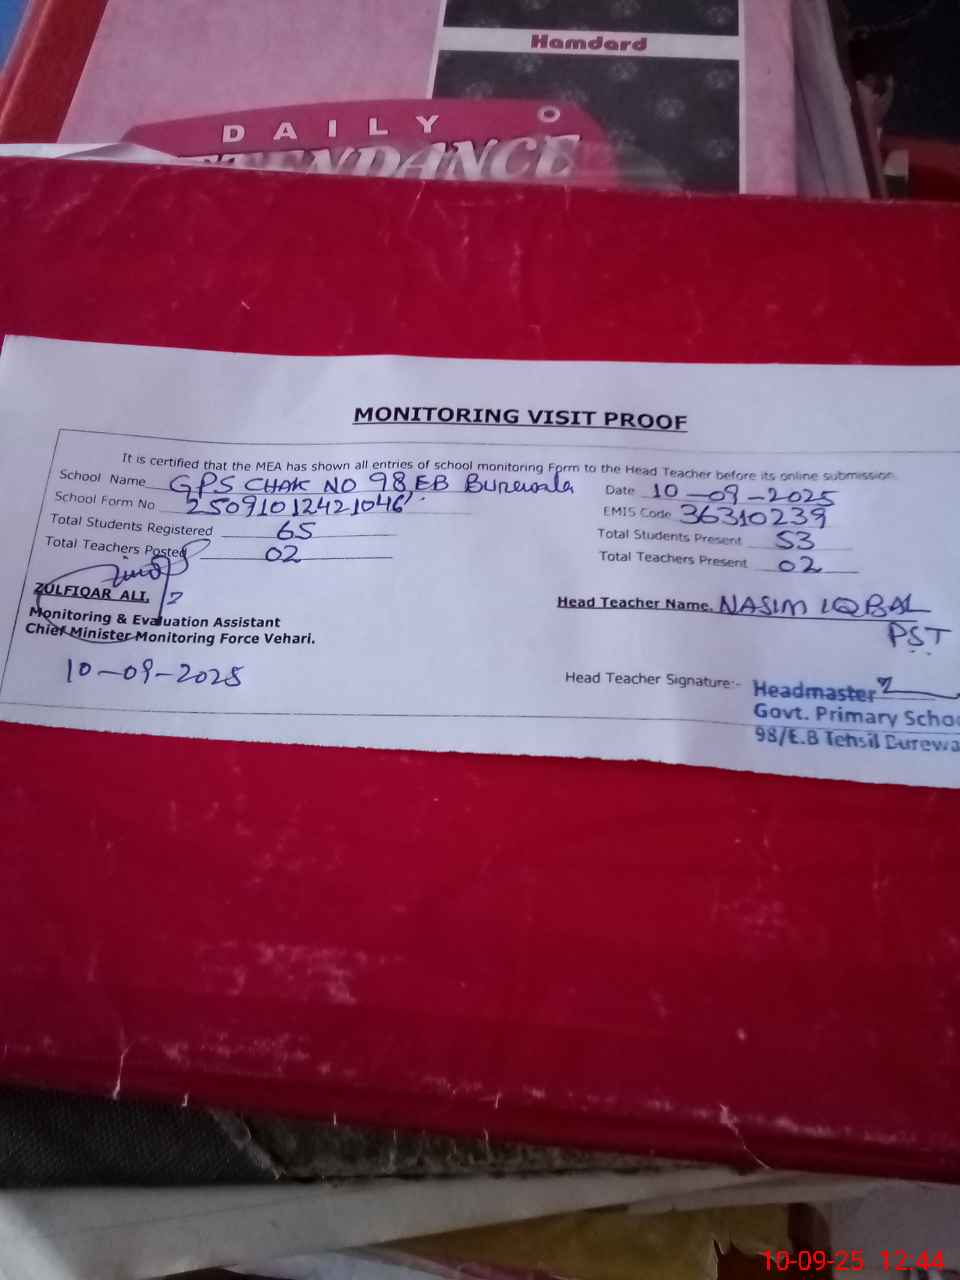 Hamdard
DAILY
ATTENDANCE
MONITORING VISIT PROOF
It is certified that the MEA has shown all entries of school monitoring Form to the Head Teacher before its online submission.
School Name GPS CHAK NO 98 EB Burewala
Date 10-09-2025
School Form No 25091012421046
EMIS Code 36310239
Total Students Registered 65
Total Students Present 53
Total Teachers Posted 02
Total Teachers Present 02
ZULFIQAR ALI,
Head Teacher Name. NASIM IQBAL
PST
Monitoring & Evaluation Assistant
Chief Minister Monitoring Force Vehari.
10-09-2025
Head Teacher Signature:-
Headmaster
Govt. Primary Schoo
98/E.B Tehsil Burewa
10-09-25 12:44